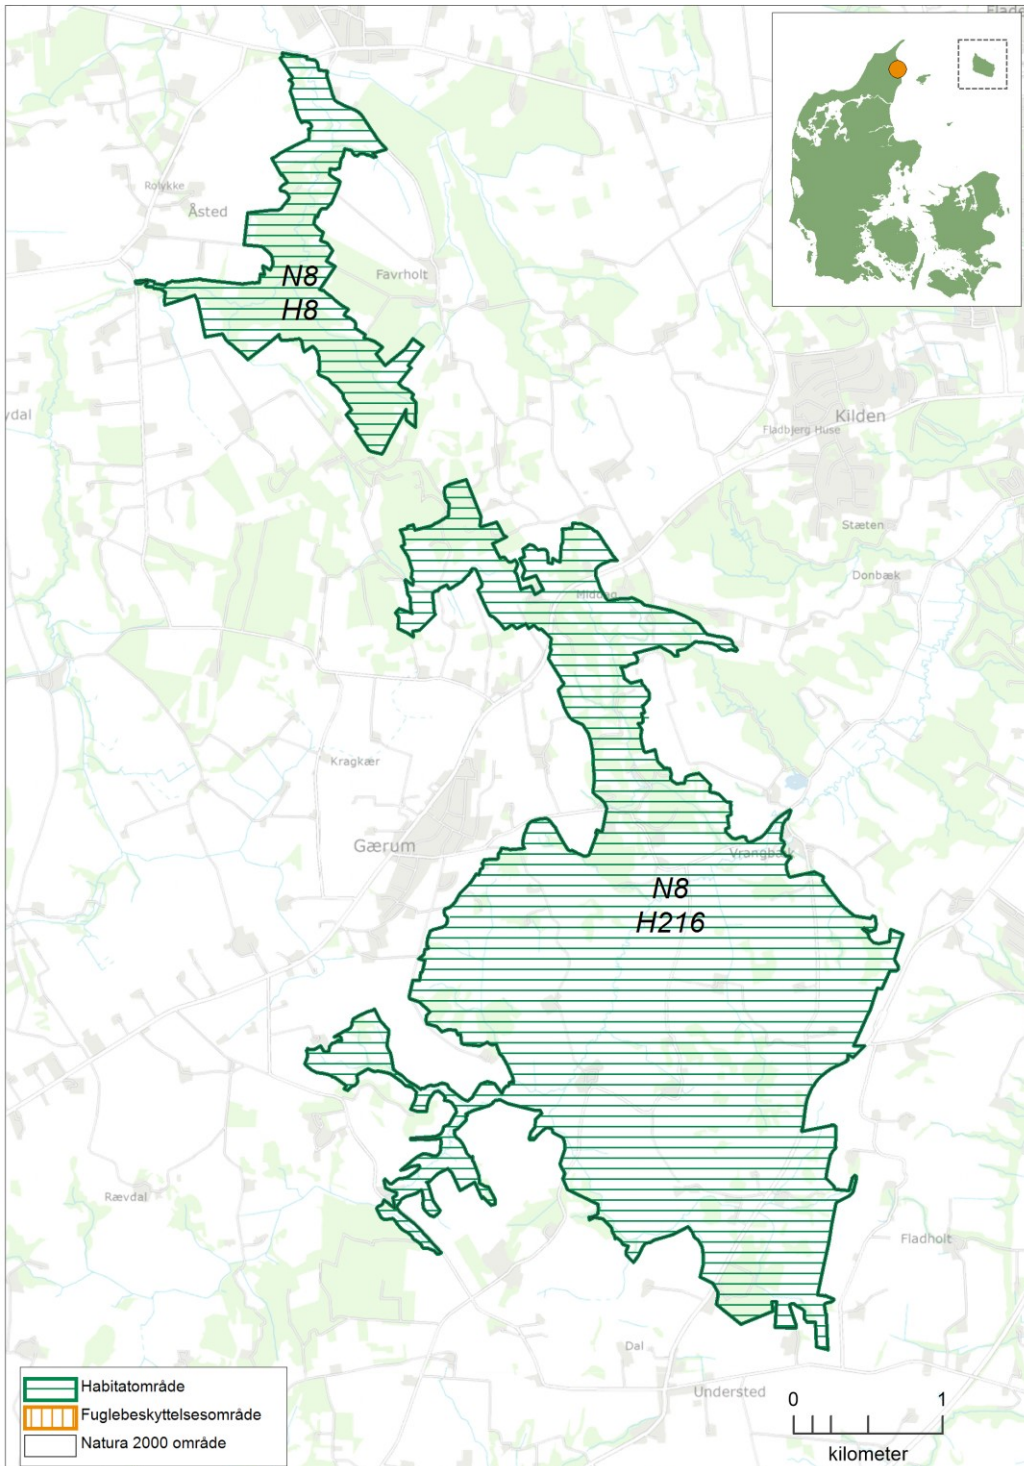 Rolykke
Åsted
Favrholt
N8
H8
Kilden
Fladbjerg Huse
Stæten
Donbæk
Kragkær
Gærum
N8
H216
Rævdal
Fladholt
Dal
Understed
Habitatområde
Fuglebeskyttelsesområde
Natura 2000 område
0 1
kilometer